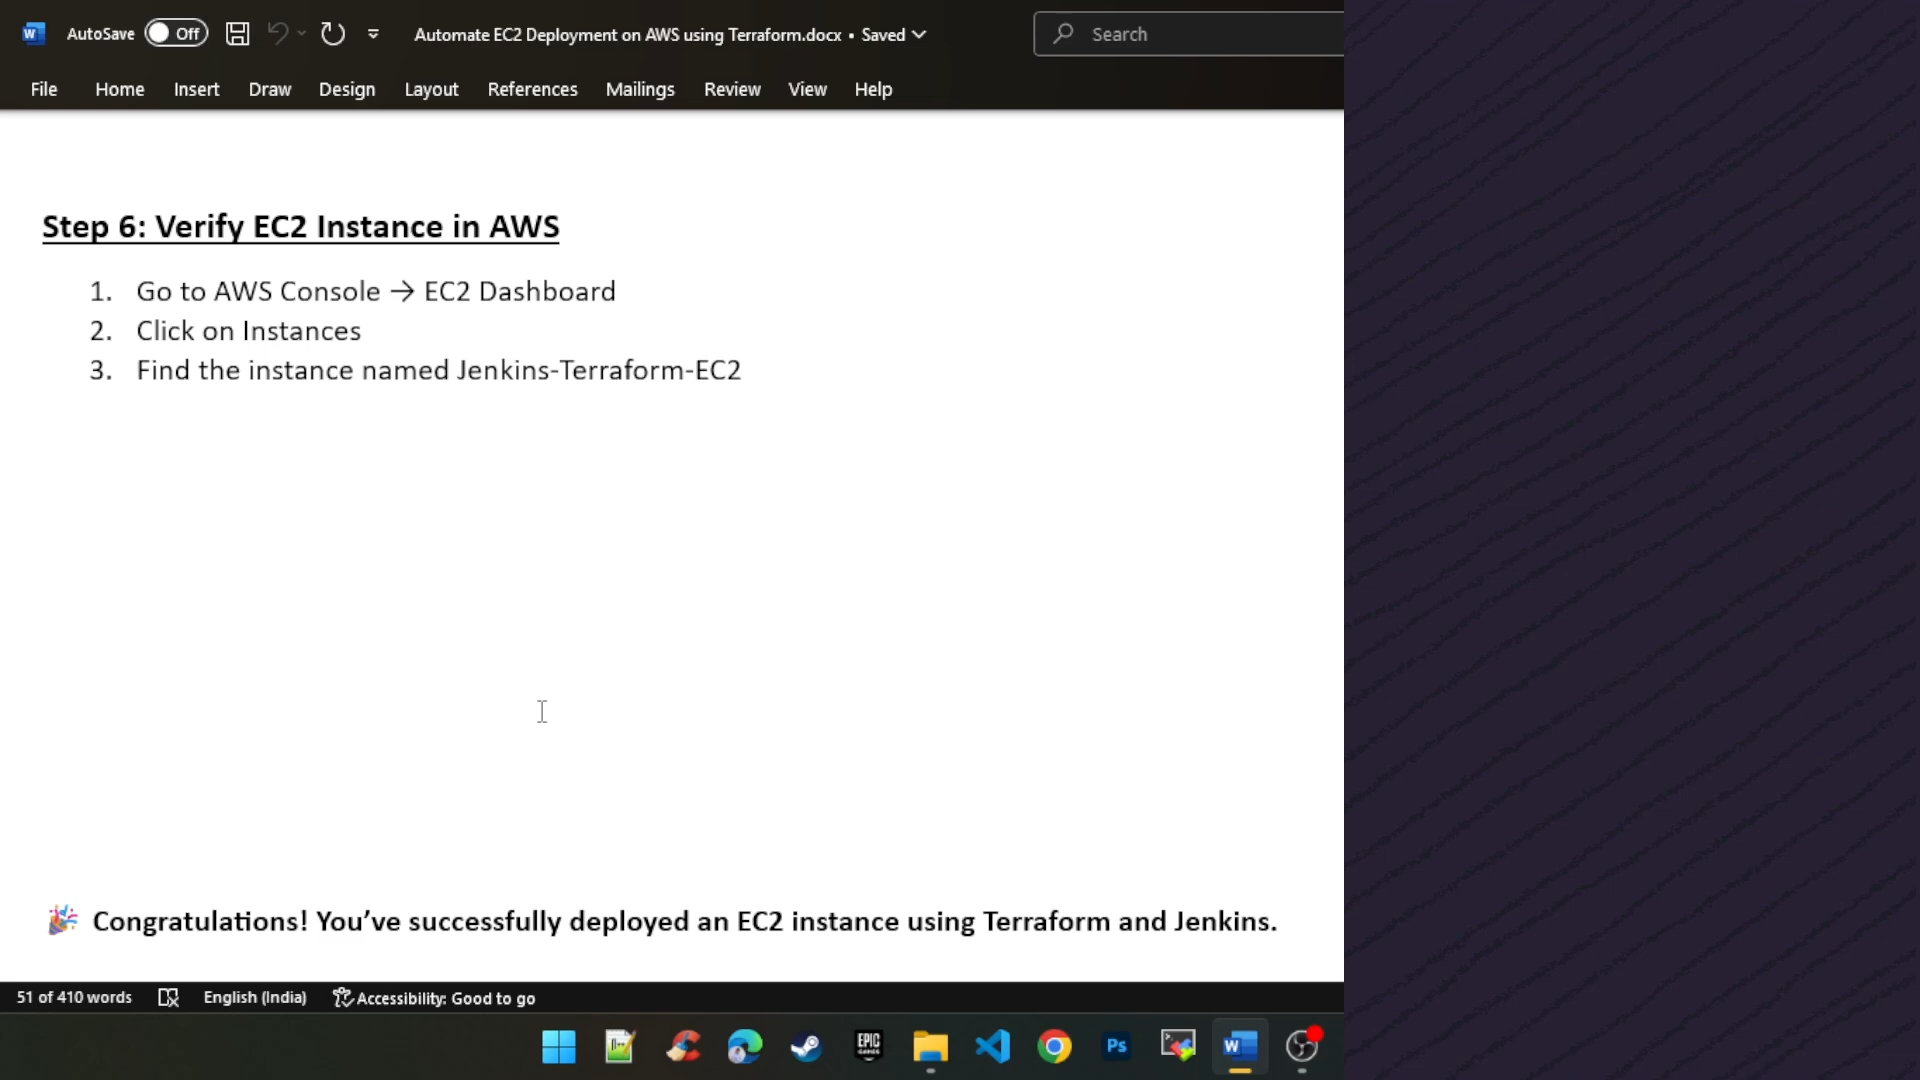 AutoSave Off Automate EC2 Deployment on AWS using Terraform.docx • Saved Search
File Home Insert Draw Design Layout References Mailings Review View Help
Step 6: Verify EC2 Instance in AWS
1. Go to AWS Console → EC2 Dashboard
2. Click on Instances
3. Find the instance named Jenkins-Terraform-EC2
🎉 Congratulations! You’ve successfully deployed an EC2 instance using Terraform and Jenkins.
51 of 410 words English (India) Accessibility: Good to go
EPIC GAMES Ps W